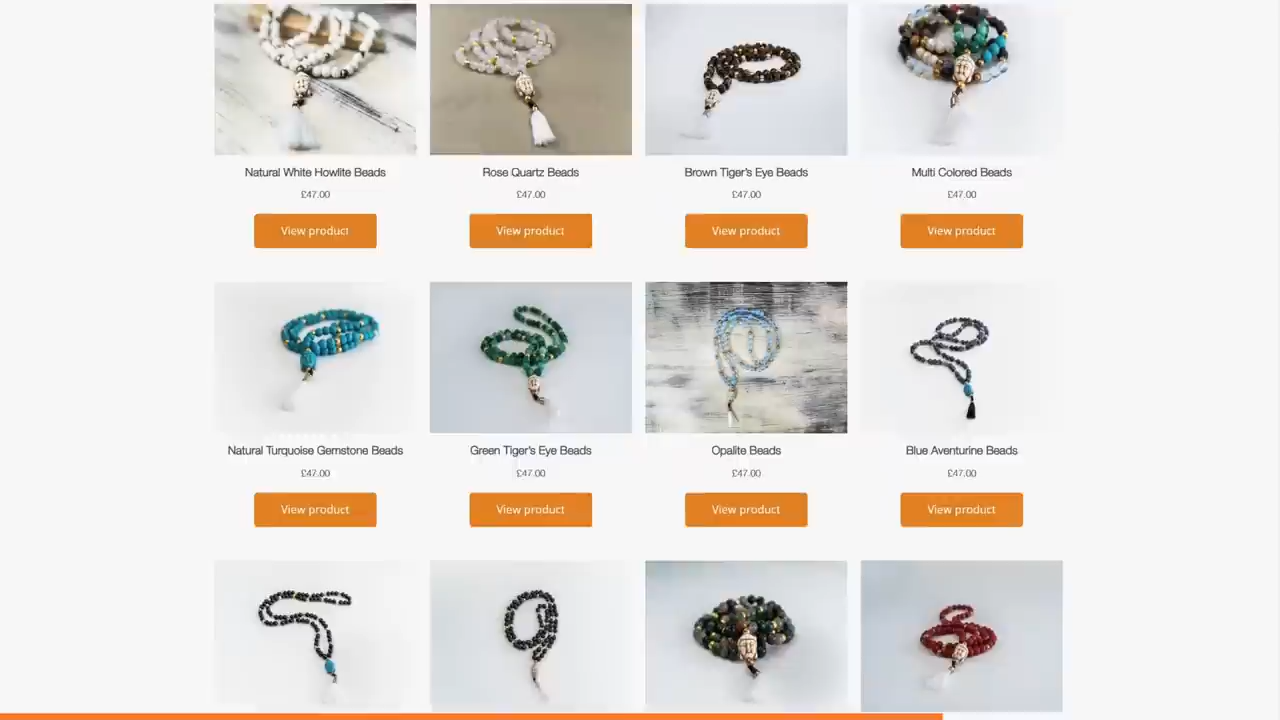 Natural White Howlite Beads
£47.00
View product
Rose Quartz Beads
£47.00
View product
Brown Tiger's Eye Beads
£47.00
View product
Multi Colored Beads
£47.00
View product
Natural Turquoise Gemstone Beads
£47.00
View product
Green Tiger's Eye Beads
£47.00
View product
Opalite Beads
£47.00
View product
Blue Aventurine Beads
£47.00
View product